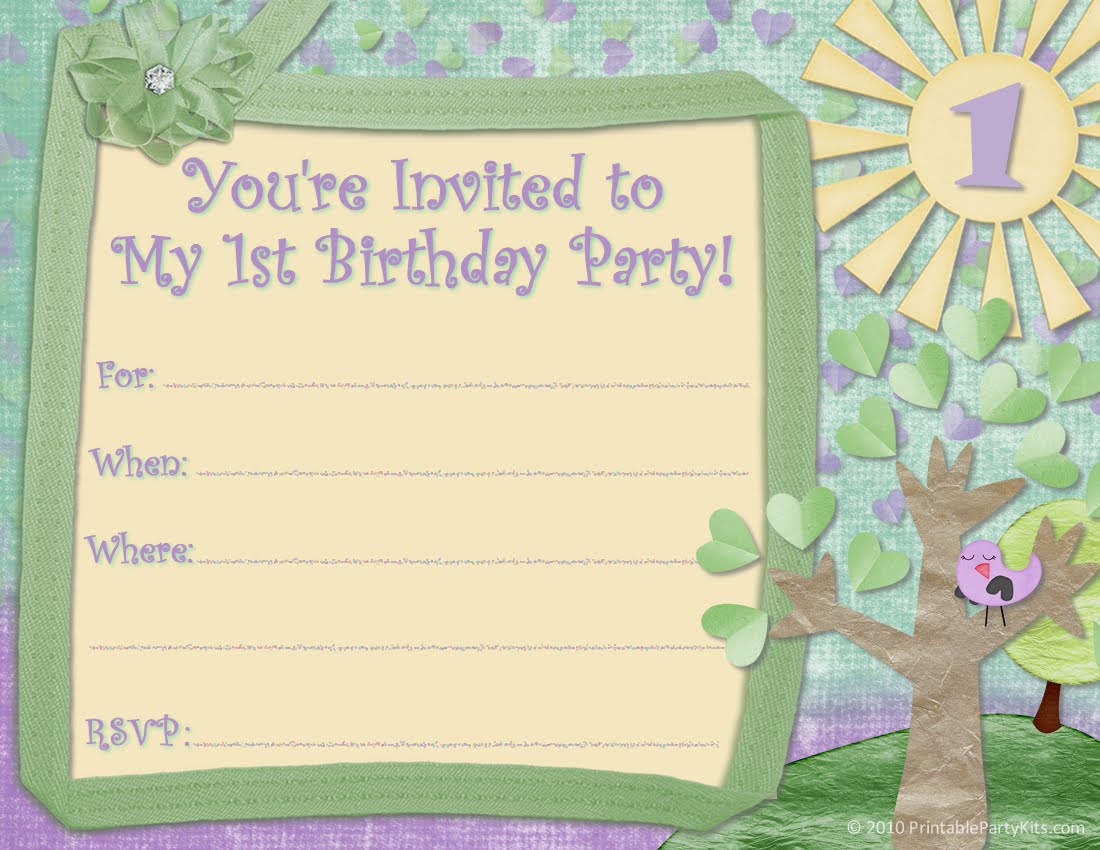 You're Invited to
My 1st Birthday Party!
1
For:
When:
Where:
RSVP:
© 2010 PrintablePartyKits.com